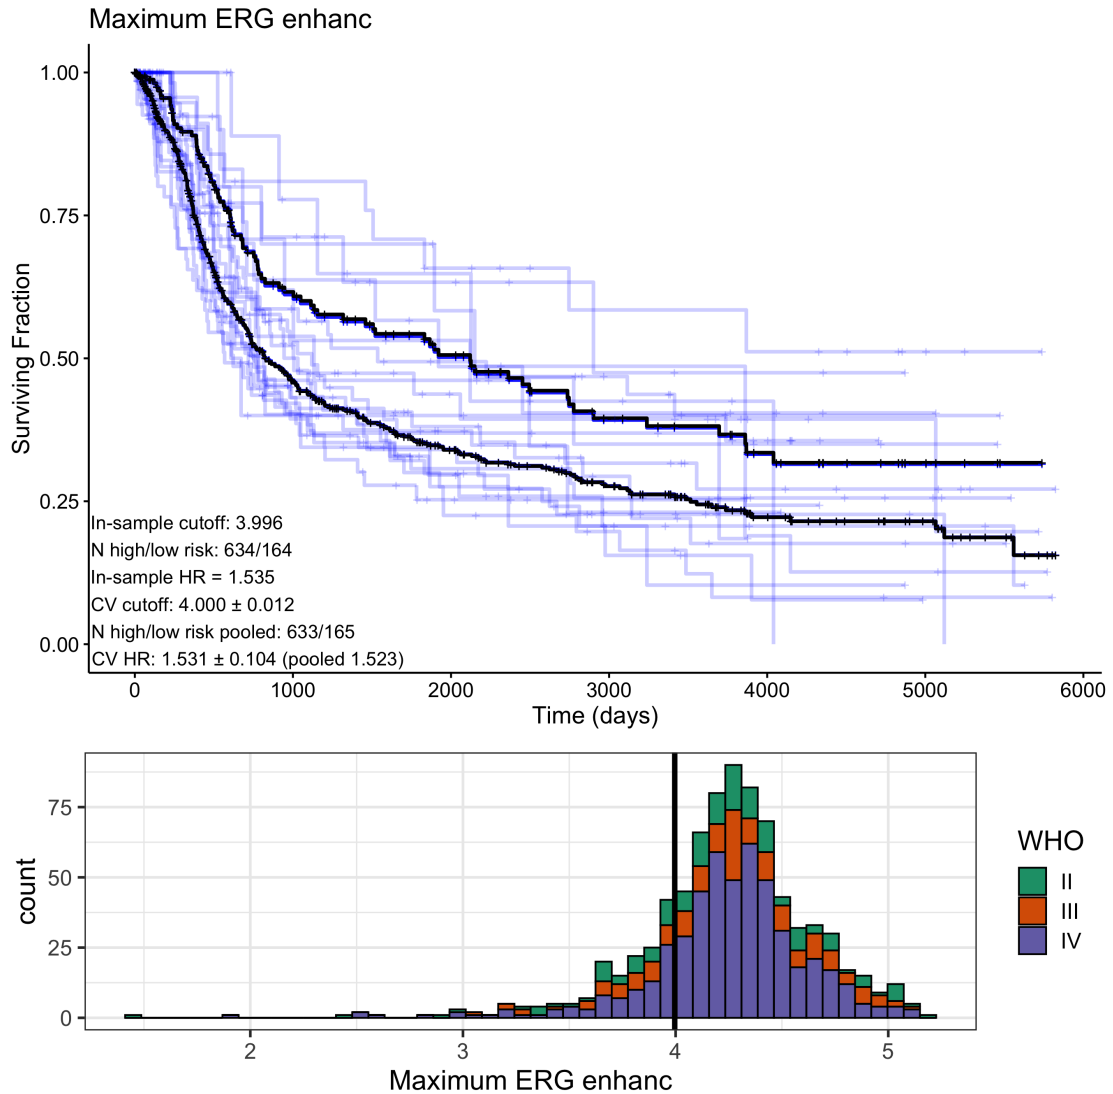 Maximum ERG enhanc
1.00
0.75
0.50
0.25
0.00
Surviving Fraction
In-sample cutoff: 3.996
N high/low risk: 634/164
In-sample HR = 1.535
CV cutoff: 4.000 ± 0.012
N high/low risk pooled: 633/165
CV HR: 1.531 ± 0.104 (pooled 1.523)
0 1000 2000 3000 4000 5000 6000
Time (days)
75
50
25
0
count
2 3 4 5
Maximum ERG enhanc
WHO
II
III
IV